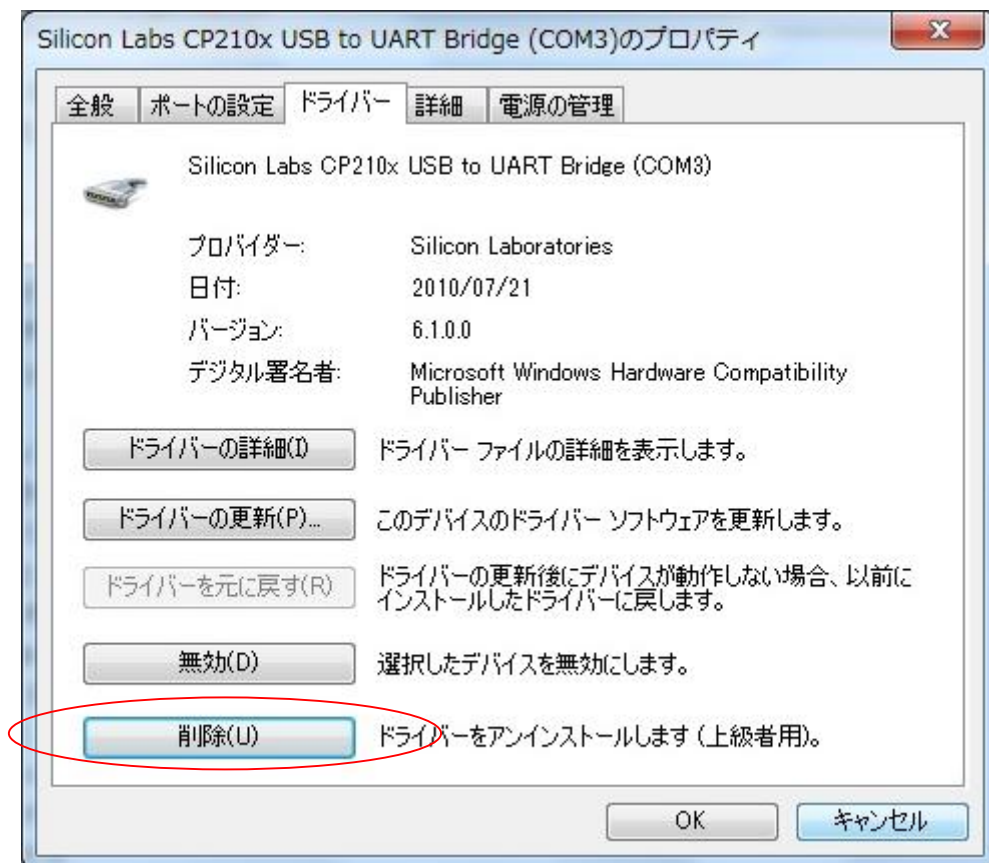 Silicon Labs CP210x USB to UART Bridge (COM3)のプロパティ
全般 ポートの設定 ドライバー 詳細 電源の管理
Silicon Labs CP210x USB to UART Bridge (COM3)
プロバイダー: Silicon Laboratories
日付: 2010/07/21
バージョン: 6.1.0.0
デジタル署名者: Microsoft Windows Hardware Compatibility
Publisher
ドライバーの詳細(I) ドライバー ファイルの詳細を表示します。
ドライバーの更新(P)... このデバイスのドライバー ソフトウェアを更新します。
ドライバーを元に戻す(R) ドライバーの更新後にデバイスが動作しない場合、以前に
インストールしたドライバーに戻します。
無効(D) 選択したデバイスを無効にします。
削除(U) ドライバーをアンインストールします (上級者用)。
OK キャンセル